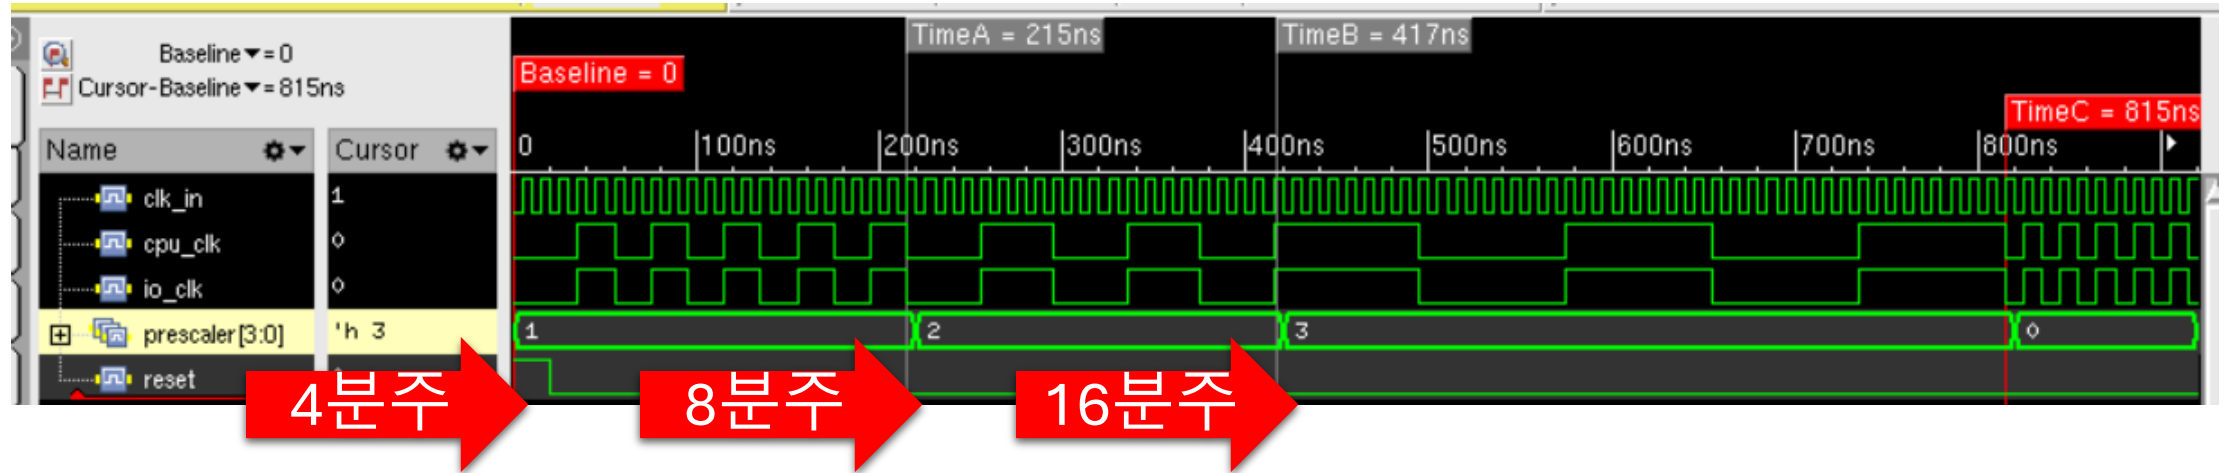 TimeA = 215ns
TimeB = 417ns
Baseline▼= 0
Baseline = 0
Cursor-Baseline▼= 815ns
TimeC = 815ns
Name
Cursor
0
|100ns
|200ns
|300ns
|400ns
|500ns
|600ns
|700ns
|800ns
clk_in
1
cpu_clk
0
io_clk
0
prescaler[3:0]
'h 3
1
2
3
0
reset
4분주
8분주
16분주